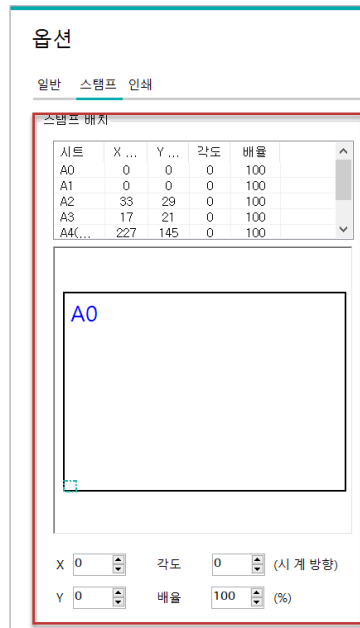 옵션
일반 스탬프 인쇄
스탬프 배치
시트 X ... Y ... 각도 배율
A0 0 0 0 100
A1 0 0 0 100
A2 33 29 0 100
A3 17 21 0 100
A4(... 227 145 0 100
A0
X 0 각도 0 (시 계 방향)
Y 0 배율 100 (%)